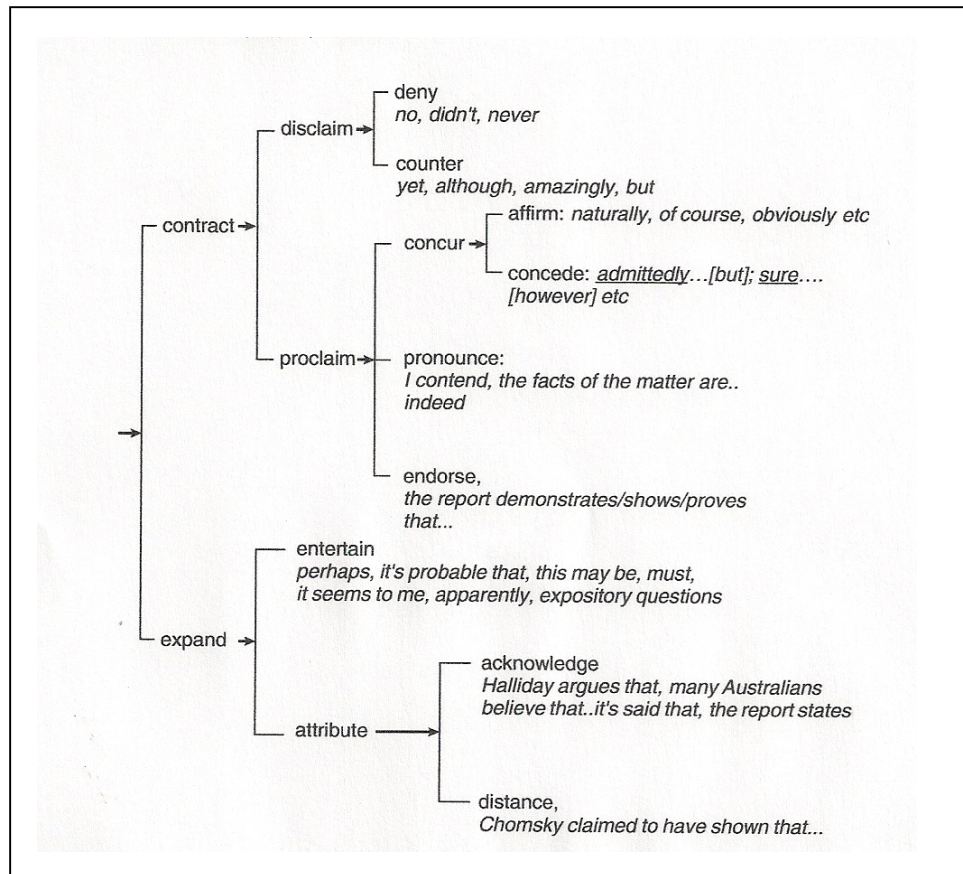 deny
no, didn't, never
disclaim
counter
yet, although, amazingly, but
contract
affirm: naturally, of course, obviously etc
concur
concede: admittedly…[but]; sure….
[however] etc
proclaim
pronounce:
I contend, the facts of the matter are..
indeed
endorse,
the report demonstrates/shows/proves
that...
entertain
perhaps, it's probable that, this may be, must,
it seems to me, apparently, expository questions
expand
acknowledge
Halliday argues that, many Australians
believe that..it's said that, the report states
attribute
distance,
Chomsky claimed to have shown that...